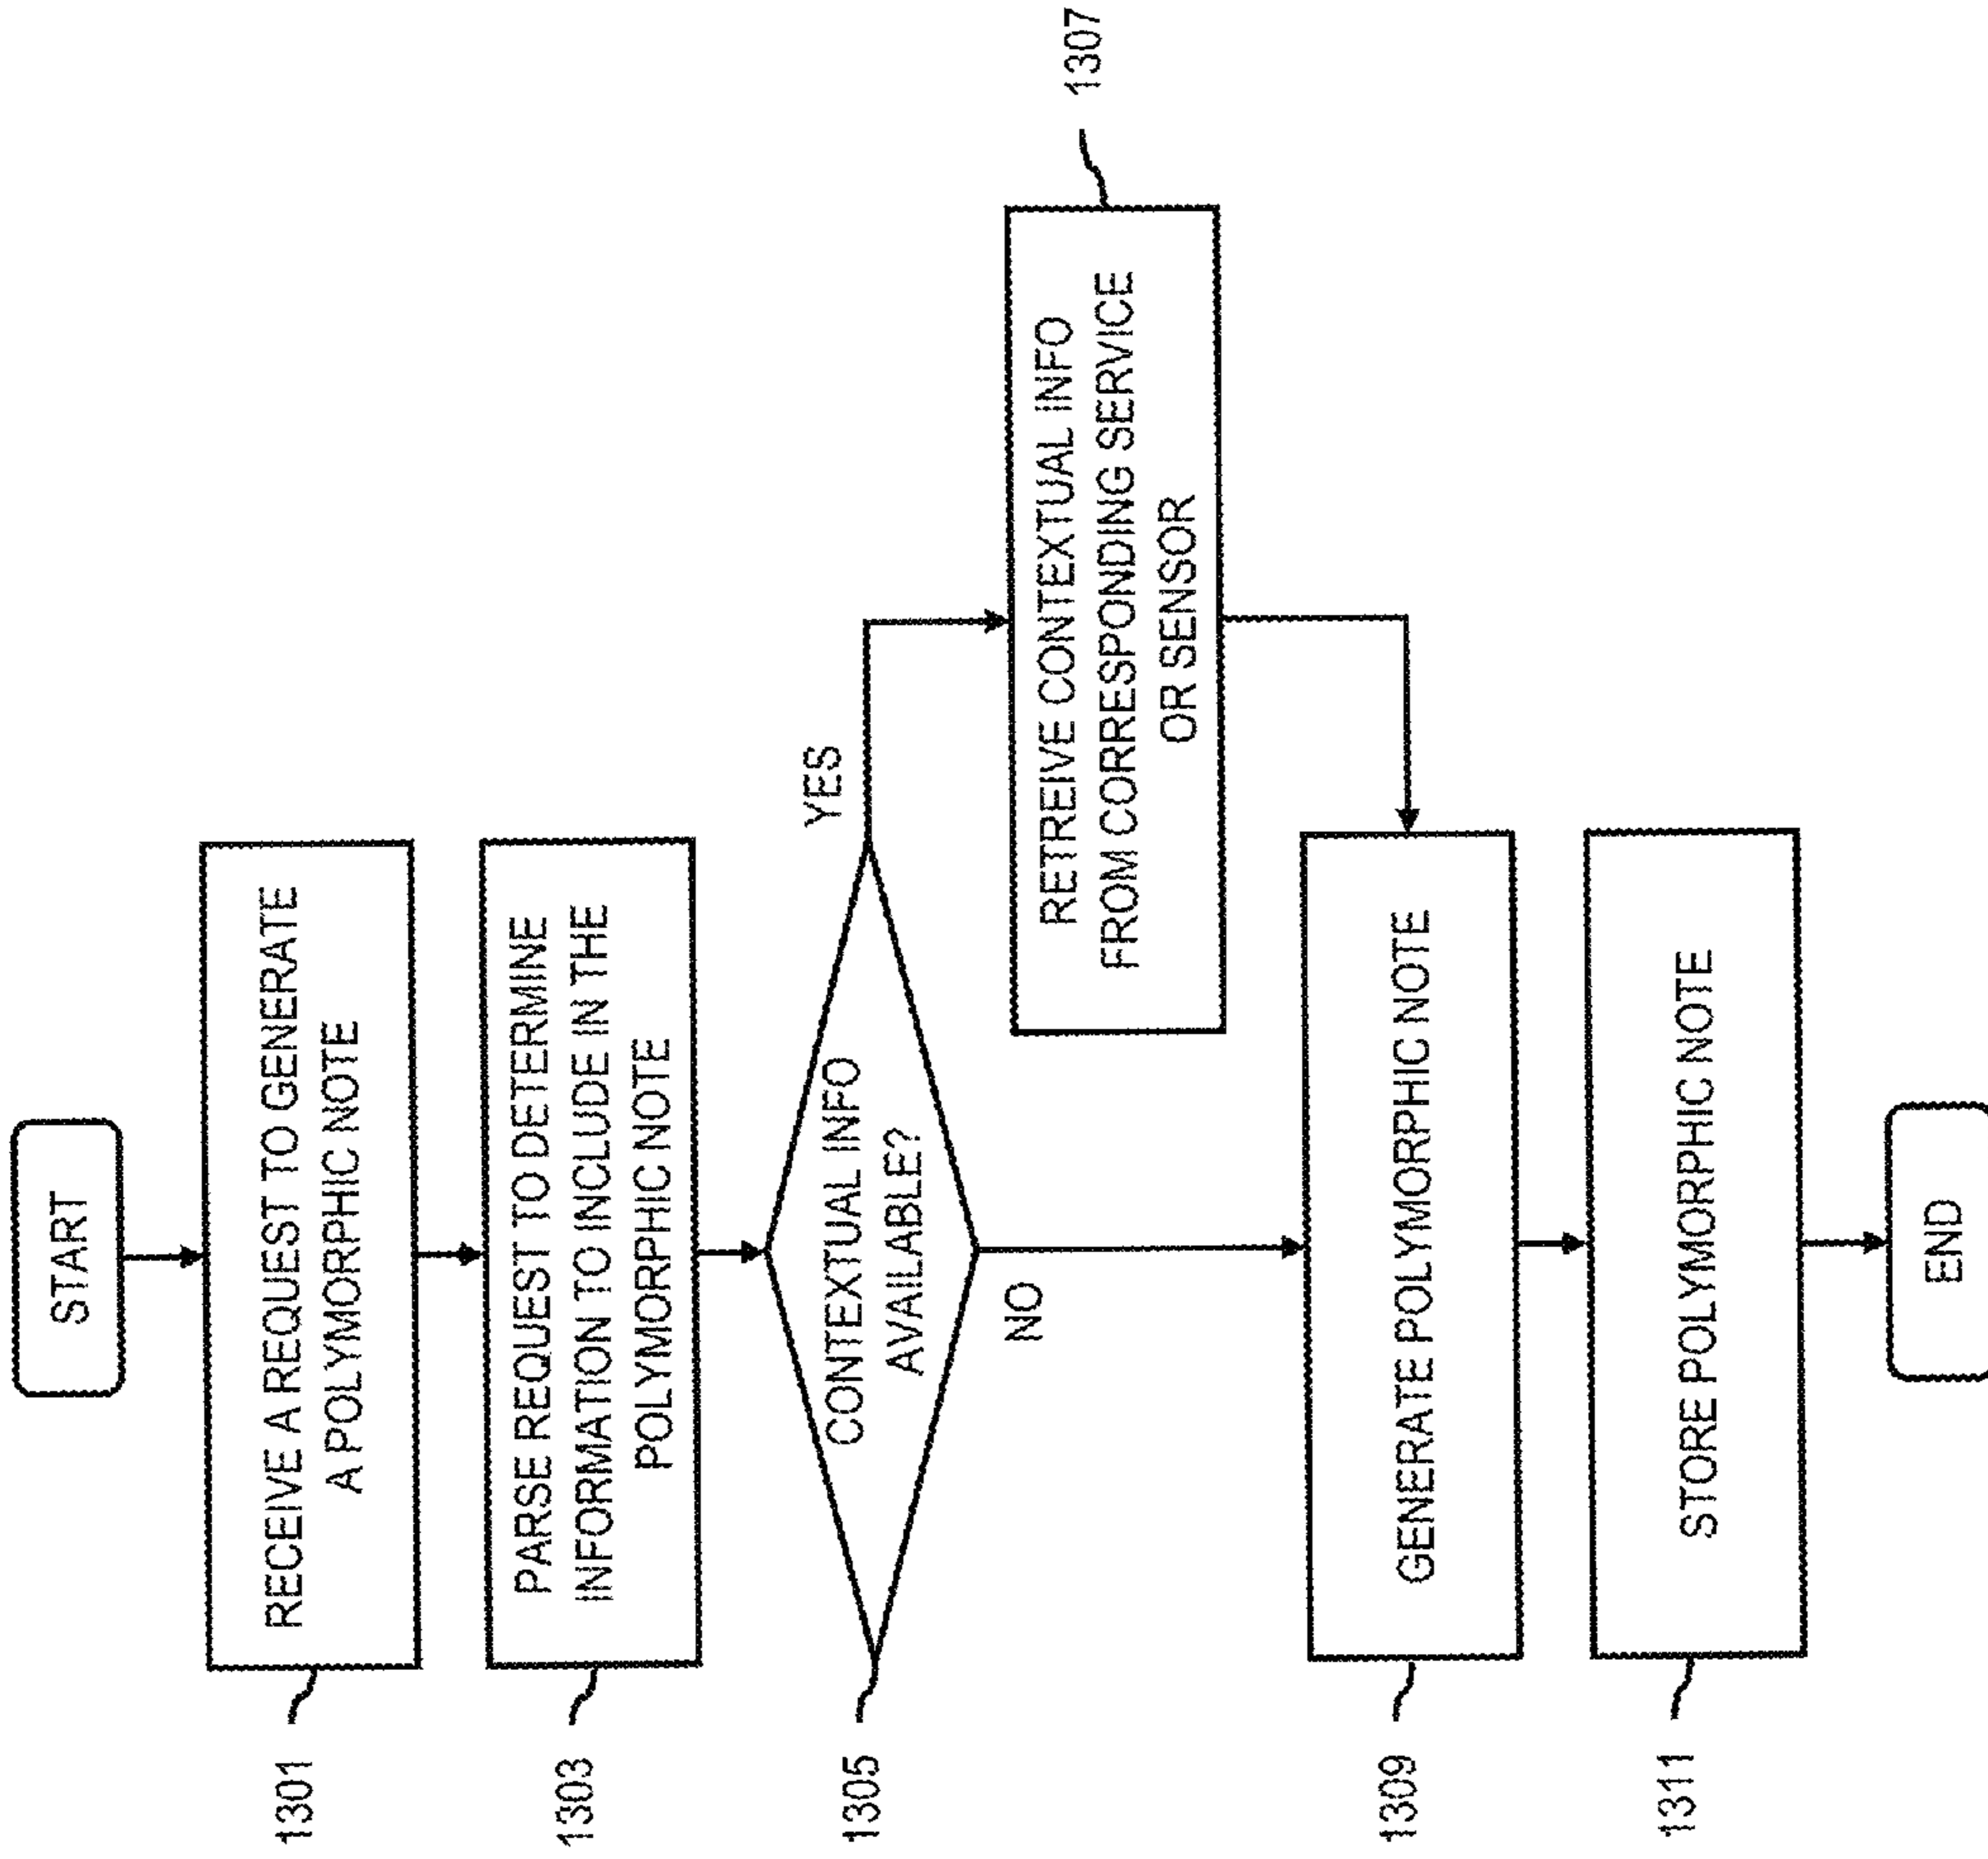 START
RECEIVE A REQUEST TO GENERATE
A POLYMORPHIC NOTE
1301
PARSE REQUEST TO DETERMINE
INFORMATION TO INCLUDE IN THE
POLYMORPHIC NOTE
1303
CONTEXTUAL INFO
AVAILABLE?
1305
YES
NO
RETREIVE CONTEXTUAL INFO
FROM CORRESPONDING SERVICE
OR SENSOR
1307
GENERATE POLYMORPHIC NOTE
1309
STORE POLYMORPHIC NOTE
1311
END